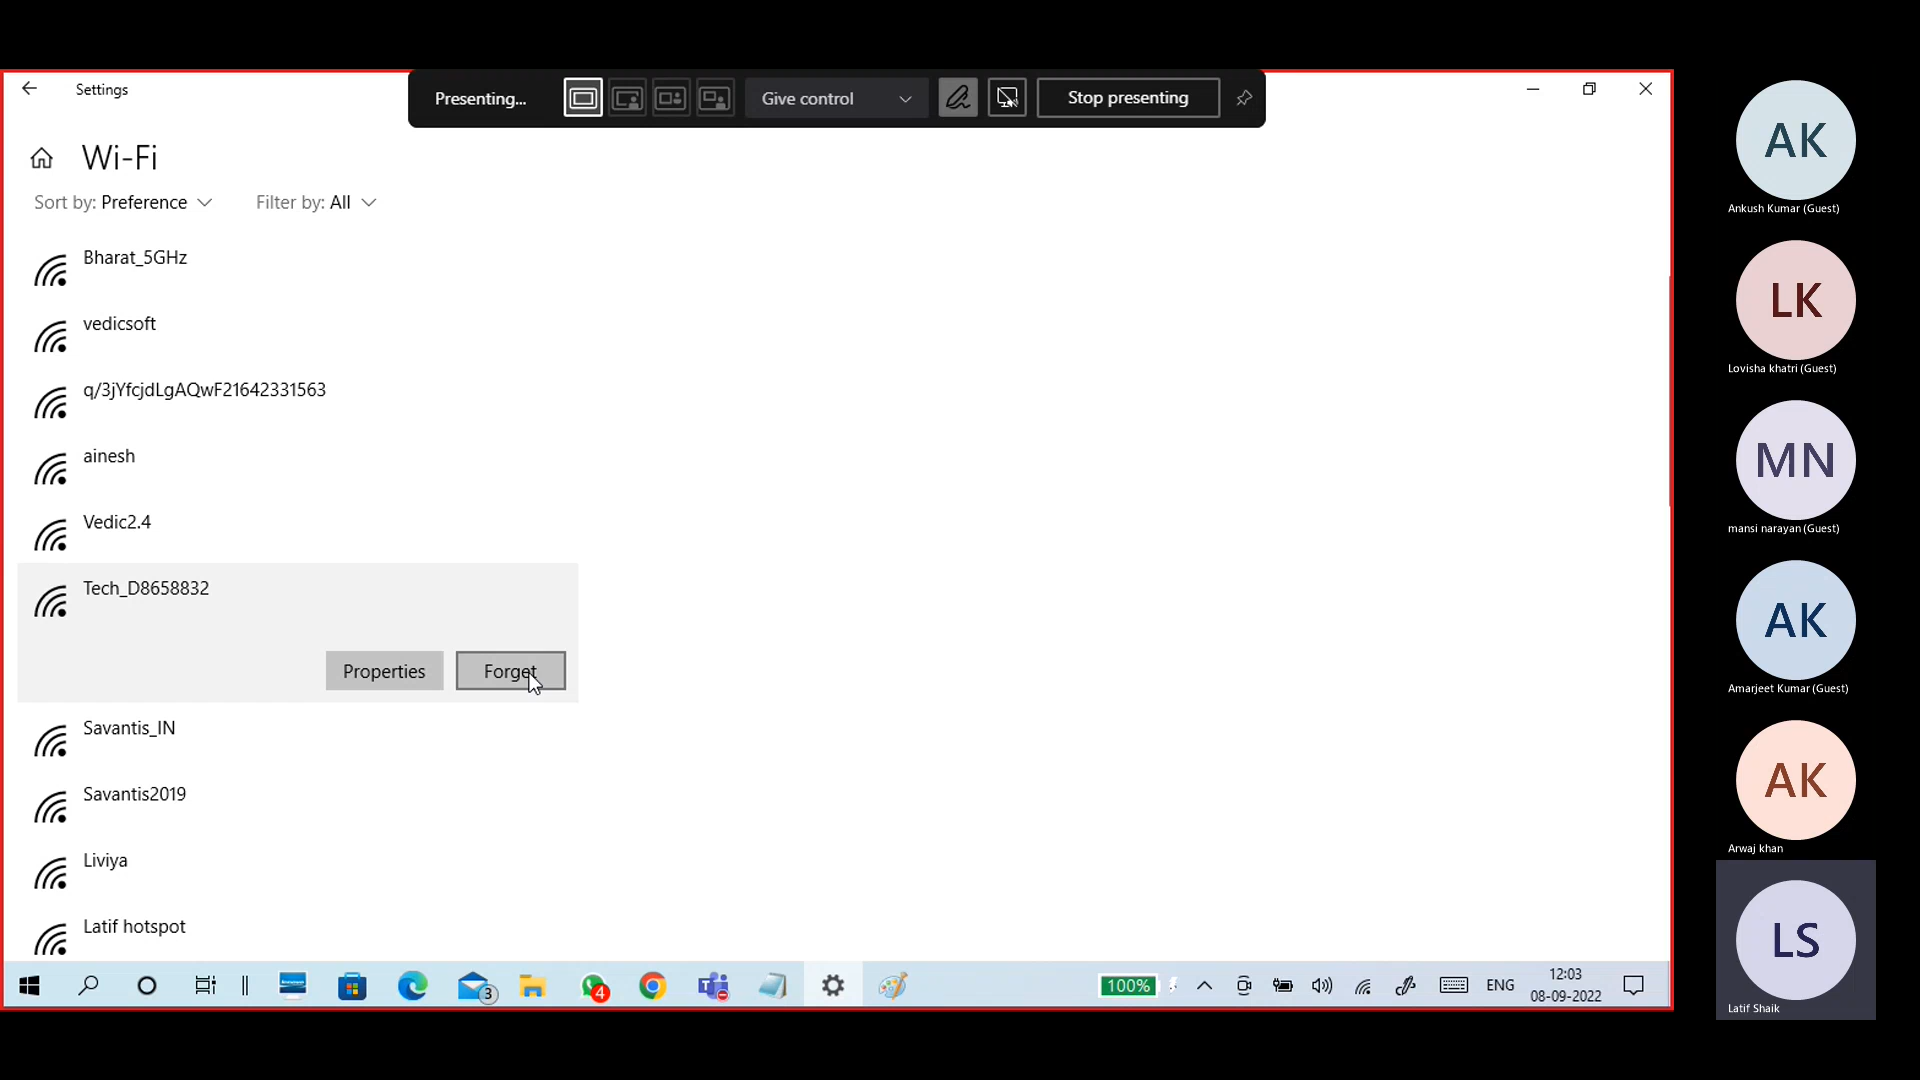 Settings
Presenting...
Give control
Stop presenting
Wi-Fi
Sort by: Preference
Filter by: All
Bharat_5GHz
vedicsoft
q/3jYfcjdLgAQwF21642331563
ainesh
Vedic2.4
Tech_D8658832
Properties
Forget
Savantis_IN
Savantis2019
Liviya
Latif hotspot
3
4
100%
ENG
12:03
08-09-2022
AK
Ankush Kumar (Guest)
LK
Lovisha khatri (Guest)
MN
mansi narayan (Guest)
AK
Amarjeet Kumar (Guest)
AK
Arwaj khan
LS
Latif Shaik